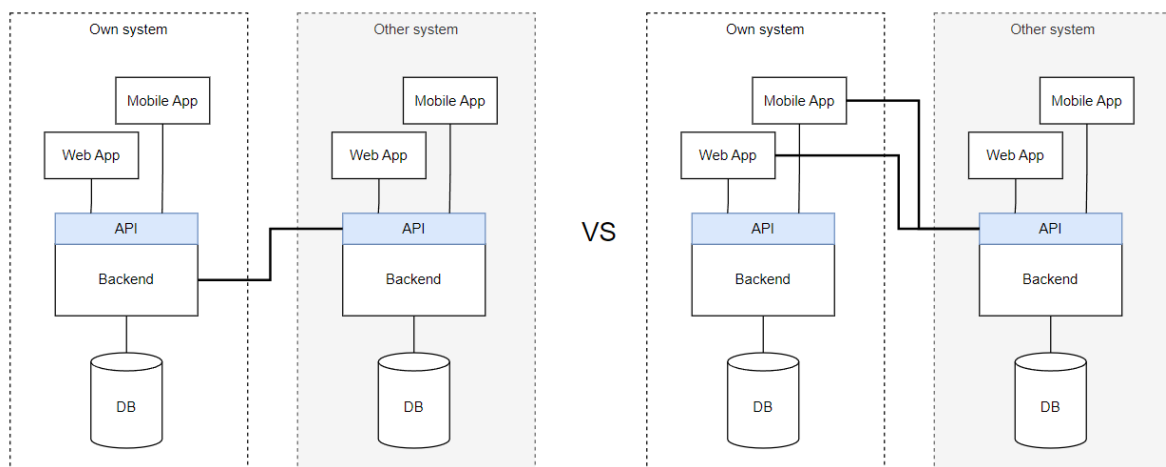 Own system
Other system
Mobile App
Mobile App
Web App
Web App
API
API
Backend
Backend
DB
DB
VS
Own system
Other system
Mobile App
Mobile App
Web App
Web App
API
API
Backend
Backend
DB
DB